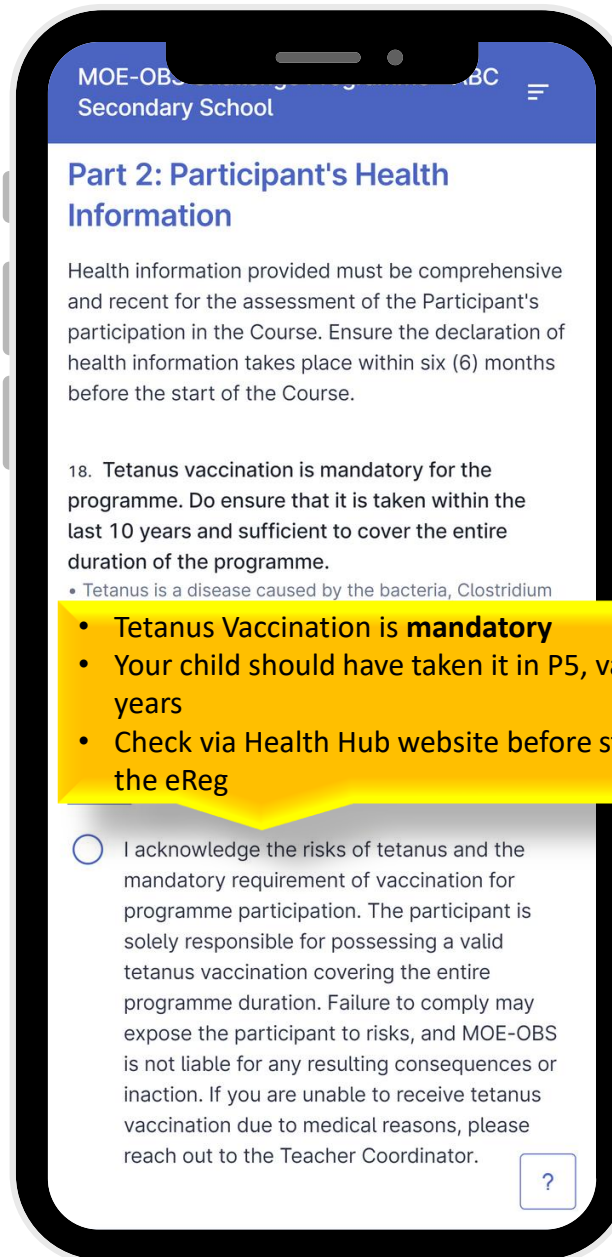 MOE-OBS ABC
Secondary School
Part 2: Participant's Health
Information
Health information provided must be comprehensive
and recent for the assessment of the Participant's
participation in the Course. Ensure the declaration of
health information takes place within six (6) months
before the start of the Course.
18. Tetanus vaccination is mandatory for the
programme. Do ensure that it is taken within the
last 10 years and sufficient to cover the entire
duration of the programme.
• Tetanus is a disease caused by the bacteria, Clostridium
• Tetanus Vaccination is mandatory
• Your child should have taken it in P5,
years
• Check via Health Hub website before
the eReg
I acknowledge the risks of tetanus and the
mandatory requirement of vaccination for
programme participation. The participant is
solely responsible for possessing a valid
tetanus vaccination covering the entire
programme duration. Failure to comply may
expose the participant to risks, and MOE-OBS
is not liable for any resulting consequences or
inaction. If you are unable to receive tetanus
vaccination due to medical reasons, please
reach out to the Teacher Coordinator.
?